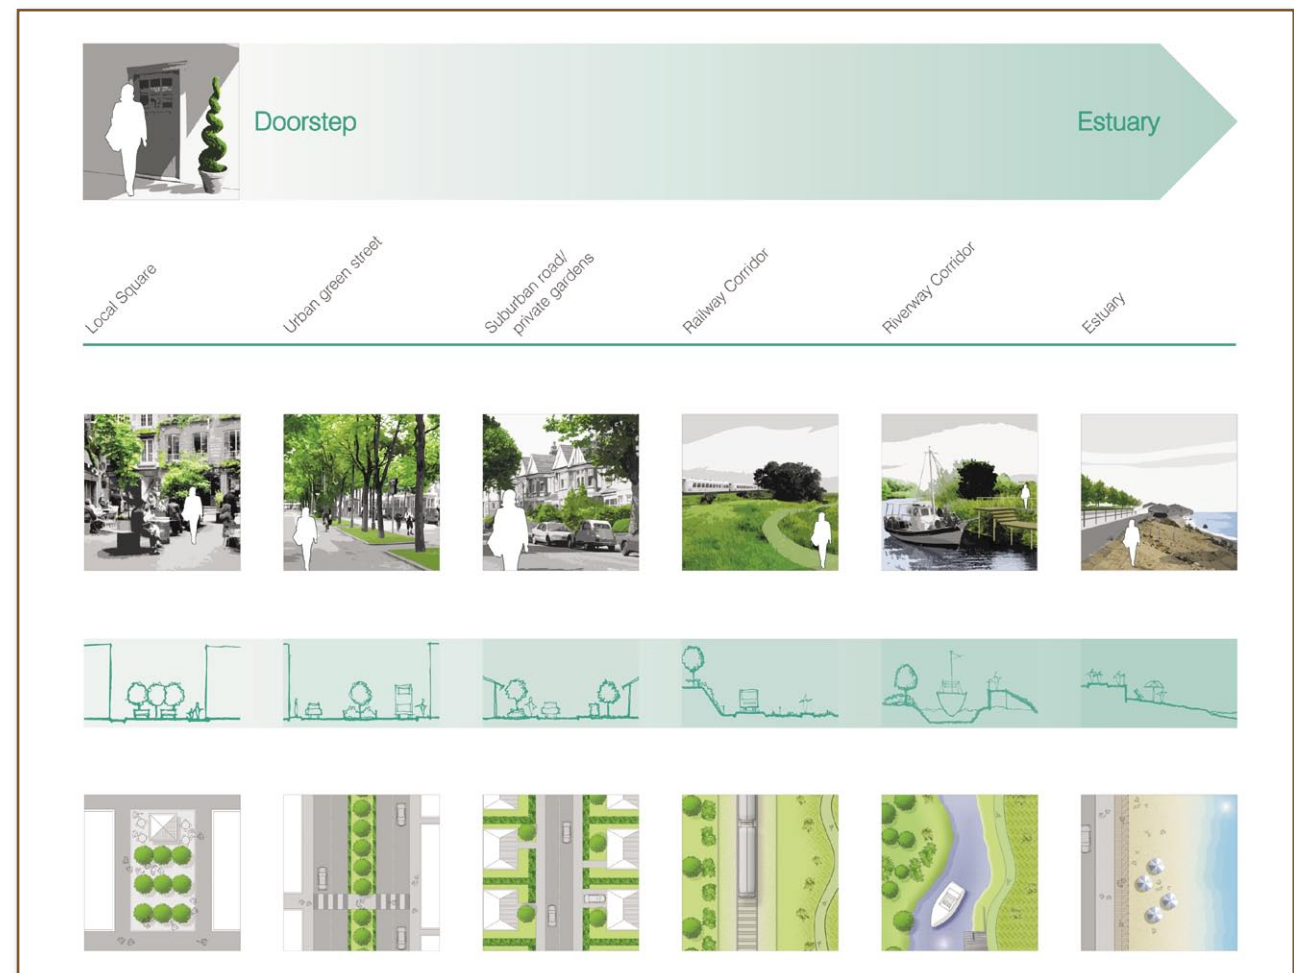 Doorstep
Estuary
Local Square
Urban green street
Suburban road/
private gardens
Railway Corridor
Riverway Corridor
Estuary